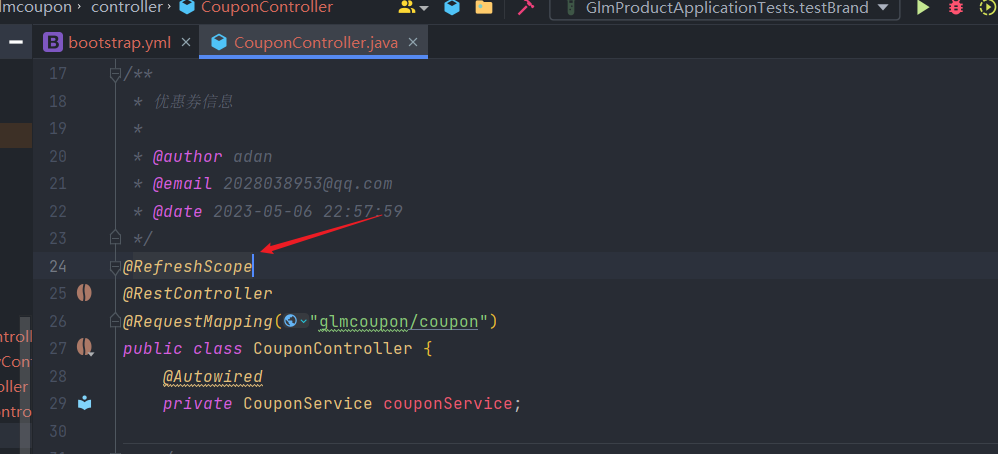 lmcoupon › controller › CouponController GlmProductApplicationTests.testBrand
bootstrap.yml × CouponController.java ×
17 /**
18 * 优惠券信息
19 *
20 * @author adan
21 * @email 2028038953@qq.com
22 * @date 2023-05-06 22:57:59
23 */
24 @RefreshScope
25 @RestController
26 @RequestMapping("glmcoupon/coupon")
27 public class CouponController {
28 @Autowired
29 private CouponService couponService;
30
ntroll
rCont
oller
ontro